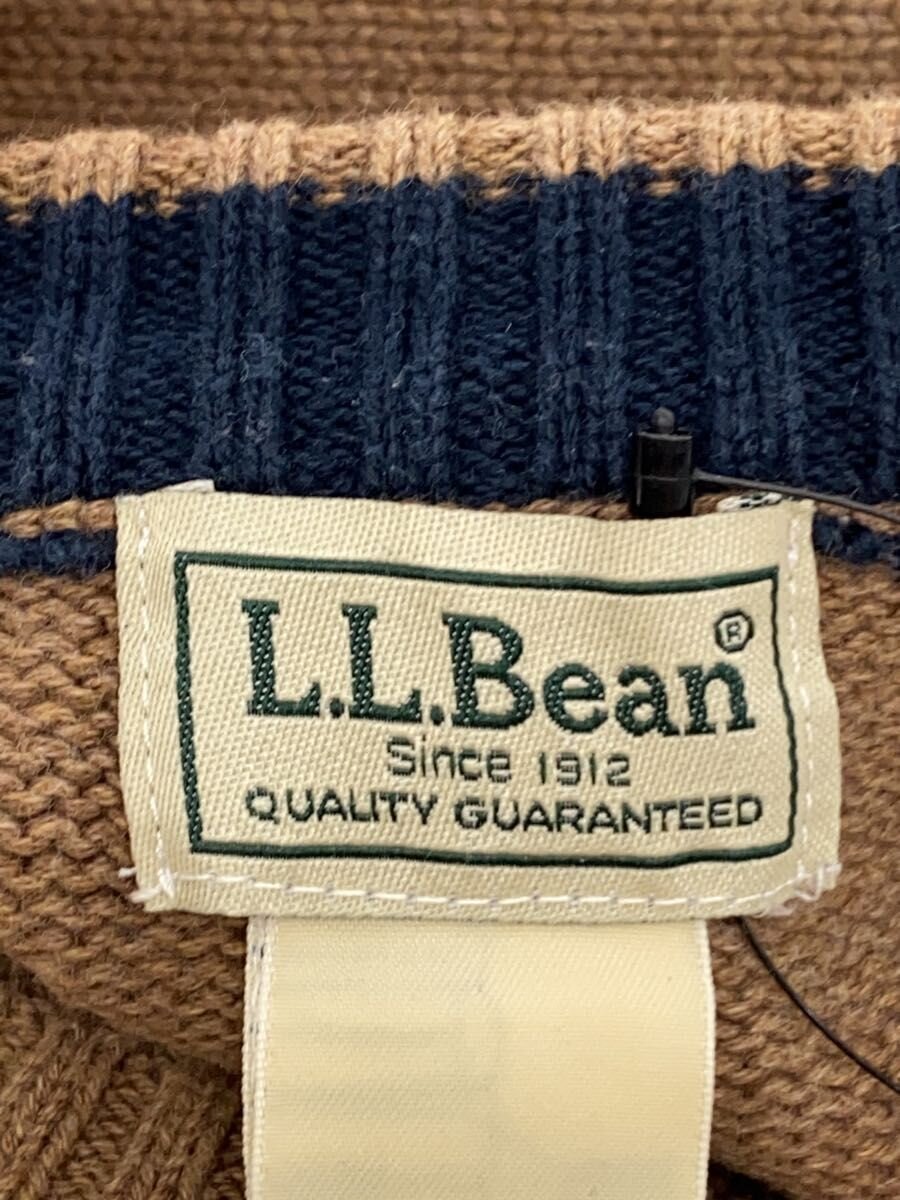 L.L.Bean®
Since 1912
QUALITY GUARANTEED